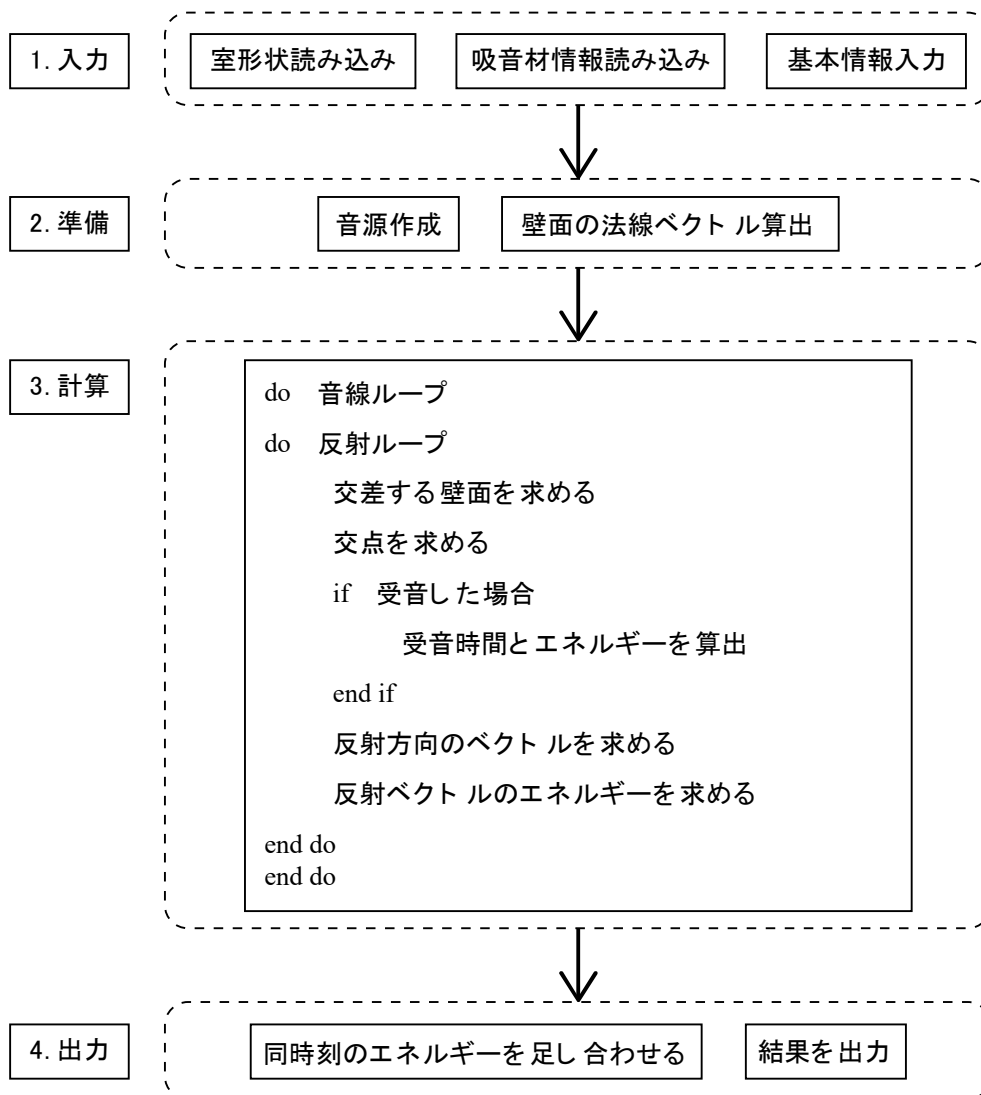 1. 入力
室形状読み込み
吸音材情報読み込み
基本情報入力
2. 準備
音源作成
壁面の法線ベクトル算出
3. 計算
do 音線ループ
do 反射ループ
交差する壁面を求める
交点を求める
if 受音した場合
受音時間とエネルギーを算出
end if
反射方向のベクトルを求める
反射ベクトルのエネルギーを求める
end do
end do
4. 出力
同時刻のエネルギーを足し合わせる
結果を出力